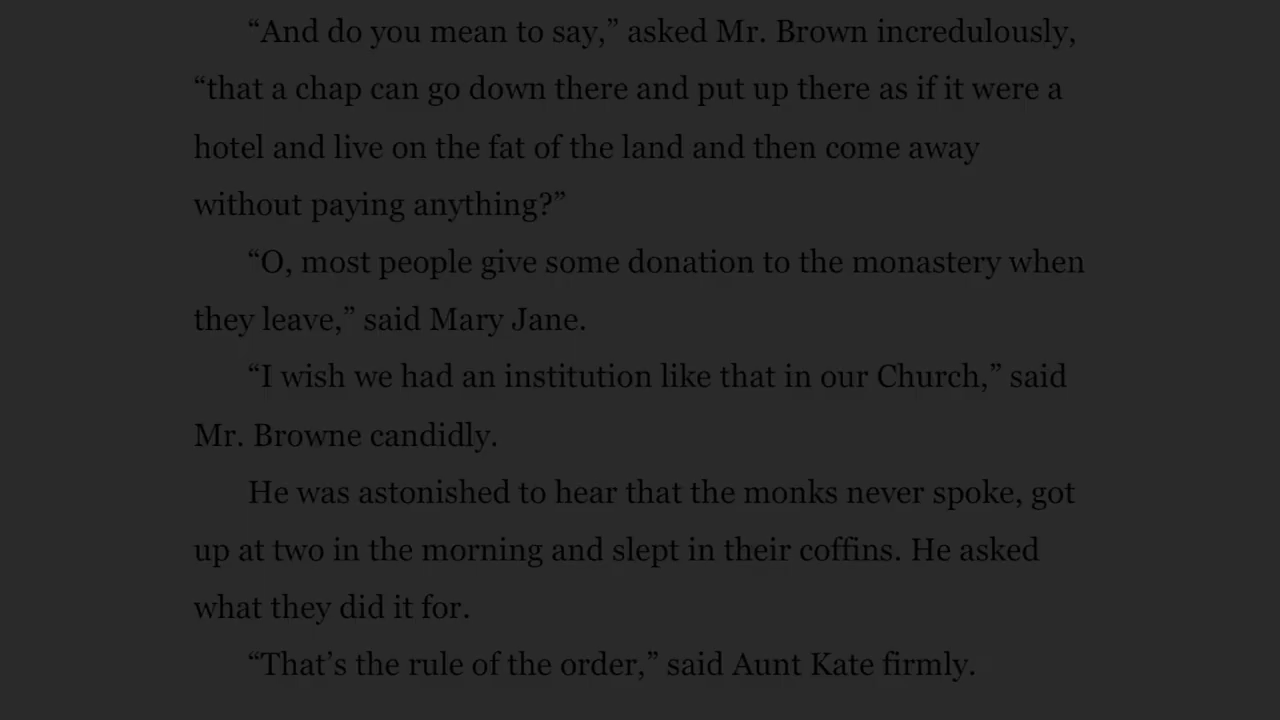 “And do you mean to say,” asked Mr. Brown incredulously,
“that a chap can go down there and put up there as if it were a
hotel and live on the fat of the land and then come away
without paying anything?”
“O, most people give some donation to the monastery when
they leave,” said Mary Jane.
“I wish we had an institution like that in our Church,” said
Mr. Browne candidly.
He was astonished to hear that the monks never spoke, got
up at two in the morning and slept in their coffins. He asked
what they did it for.
“That’s the rule of the order,” said Aunt Kate firmly.